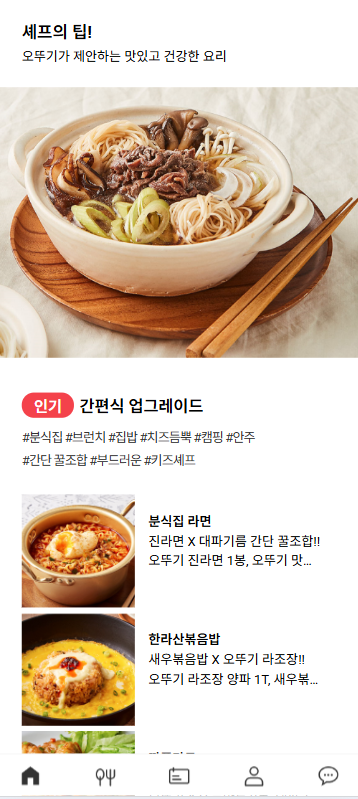 셰프의 팁!
오뚜기가 제안하는 맛있고 건강한 요리
인기 간편식 업그레이드
#분식집 #브런치 #집밥 #치즈듬뿍 #캠핑 #안주
#간단 꿀조합 #부드러운 #키즈셰프
분식집 라면
진라면 X 대파기름 간단 꿀조합!!
오뚜기 진라면 1봉, 오뚜기 맛...
한라산볶음밥
새우볶음밥 X 오뚜기 라조장!!
오뚜기 라조장 양파 1T, 새우볶...